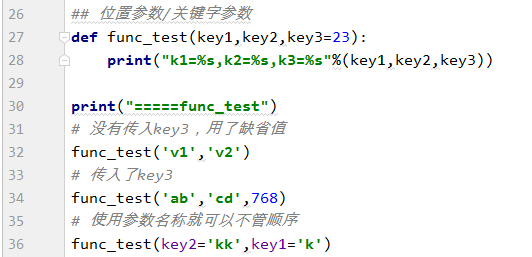 26 ## 位置参数/关键字参数
27 def func_test(key1,key2,key3=23):
28 print("k1=%s,k2=%s,k3=%s"%(key1,key2,key3))
29
30 print("=====func_test")
31 # 没有传入key3，用了缺省值
32 func_test('v1','v2')
33 # 传入了key3
34 func_test('ab','cd',768)
35 # 使用参数名称就可以不管顺序
36 func_test(key2='kk',key1='k')